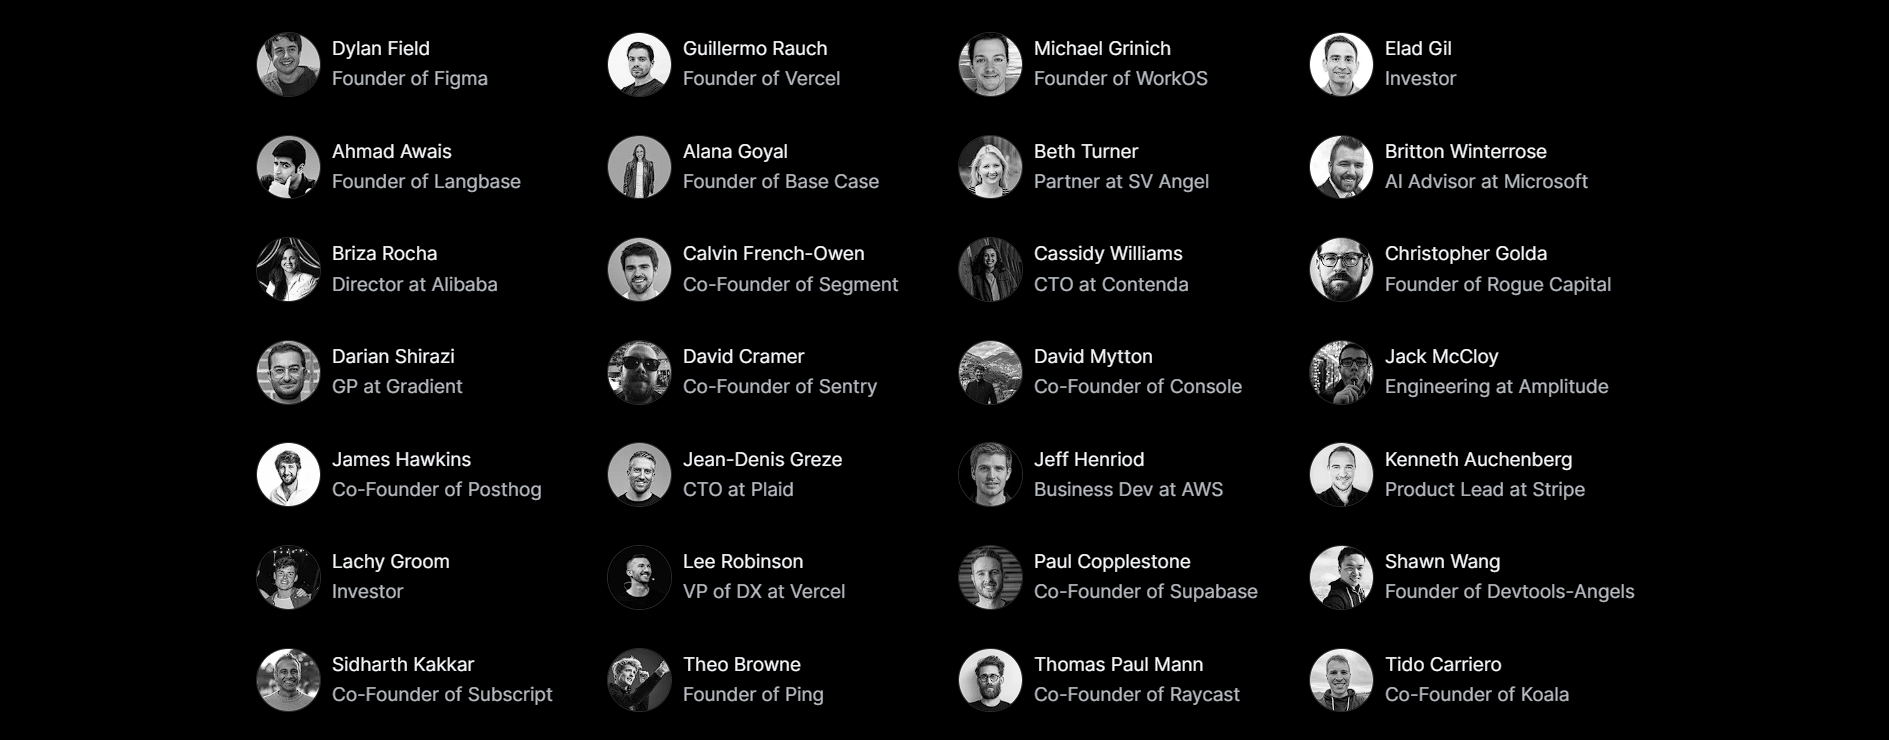 Dylan Field
Founder of Figma
Guillermo Rauch
Founder of Vercel
Michael Grinich
Founder of WorkOS
Elad Gil
Investor
Ahmad Awais
Founder of Langbase
Alana Goyal
Founder of Base Case
Beth Turner
Partner at SV Angel
Britton Winterrose
AI Advisor at Microsoft
Briza Rocha
Director at Alibaba
Calvin French-Owen
Co-Founder of Segment
Cassidy Williams
CTO at Contenda
Christopher Golda
Founder of Rogue Capital
Darian Shirazi
GP at Gradient
David Cramer
Co-Founder of Sentry
David Mytton
Co-Founder of Console
Jack McCloy
Engineering at Amplitude
James Hawkins
Co-Founder of Posthog
Jean-Denis Greze
CTO at Plaid
Jeff Henriod
Business Dev at AWS
Kenneth Auchenberg
Product Lead at Stripe
Lachy Groom
Investor
Lee Robinson
VP of DX at Vercel
Paul Copplestone
Co-Founder of Supabase
Shawn Wang
Founder of Devtools-Angels
Sidharth Kakkar
Co-Founder of Subscript
Theo Browne
Founder of Ping
Thomas Paul Mann
Co-Founder of Raycast
Tido Carriero
Co-Founder of Koala